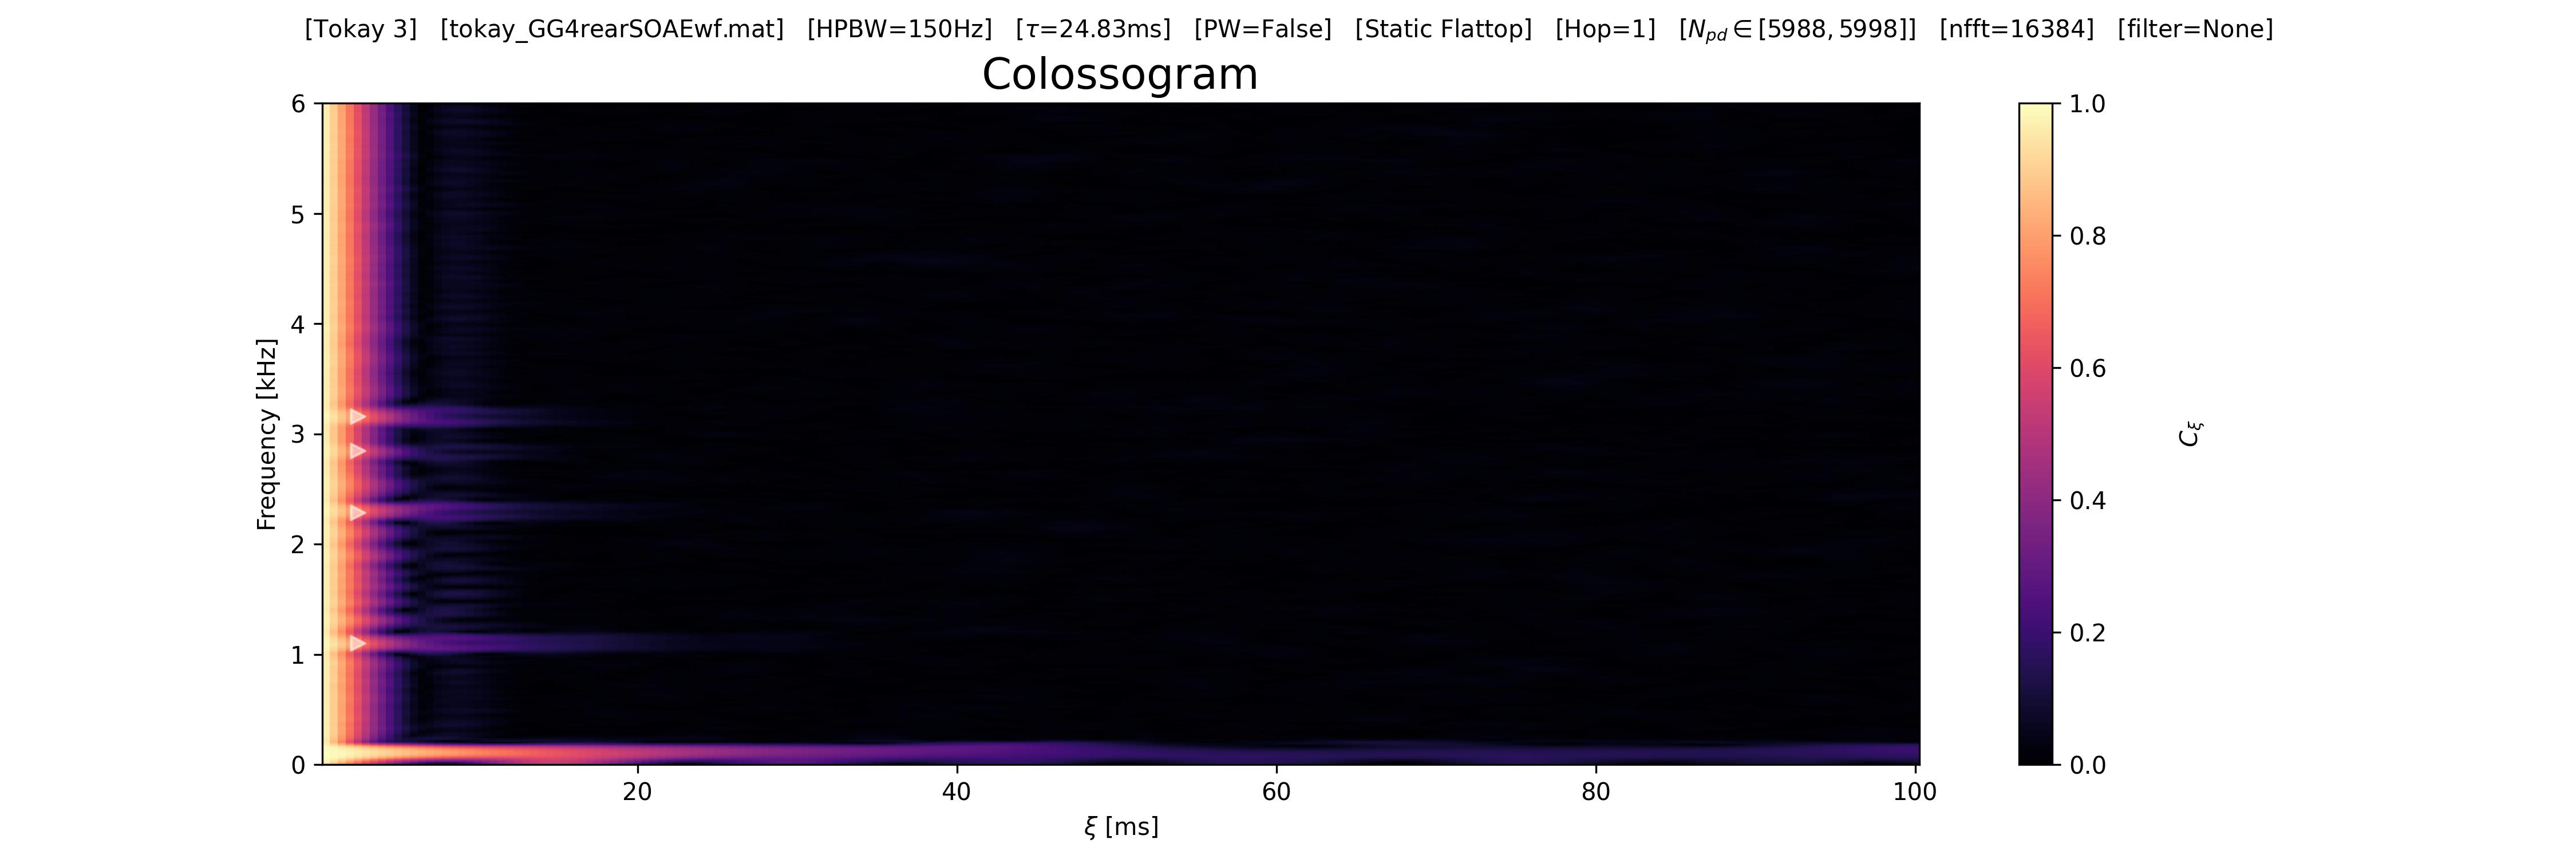 [Tokay 3] [tokay_GG4rearSOAEwf.mat] [HPBW=150Hz] [τ=24.83ms] [PW=False] [Static Flattop] [Hop=1] [N_pd ∈ [5988, 5998]] [nfft=16384] [filter=None]
Colossogram
6
5
4
3
2
1
0
Frequency [kHz]
20 40 60 80 100
ξ [ms]
1.0
0.8
0.6
0.4
0.2
0.0
C_ξ